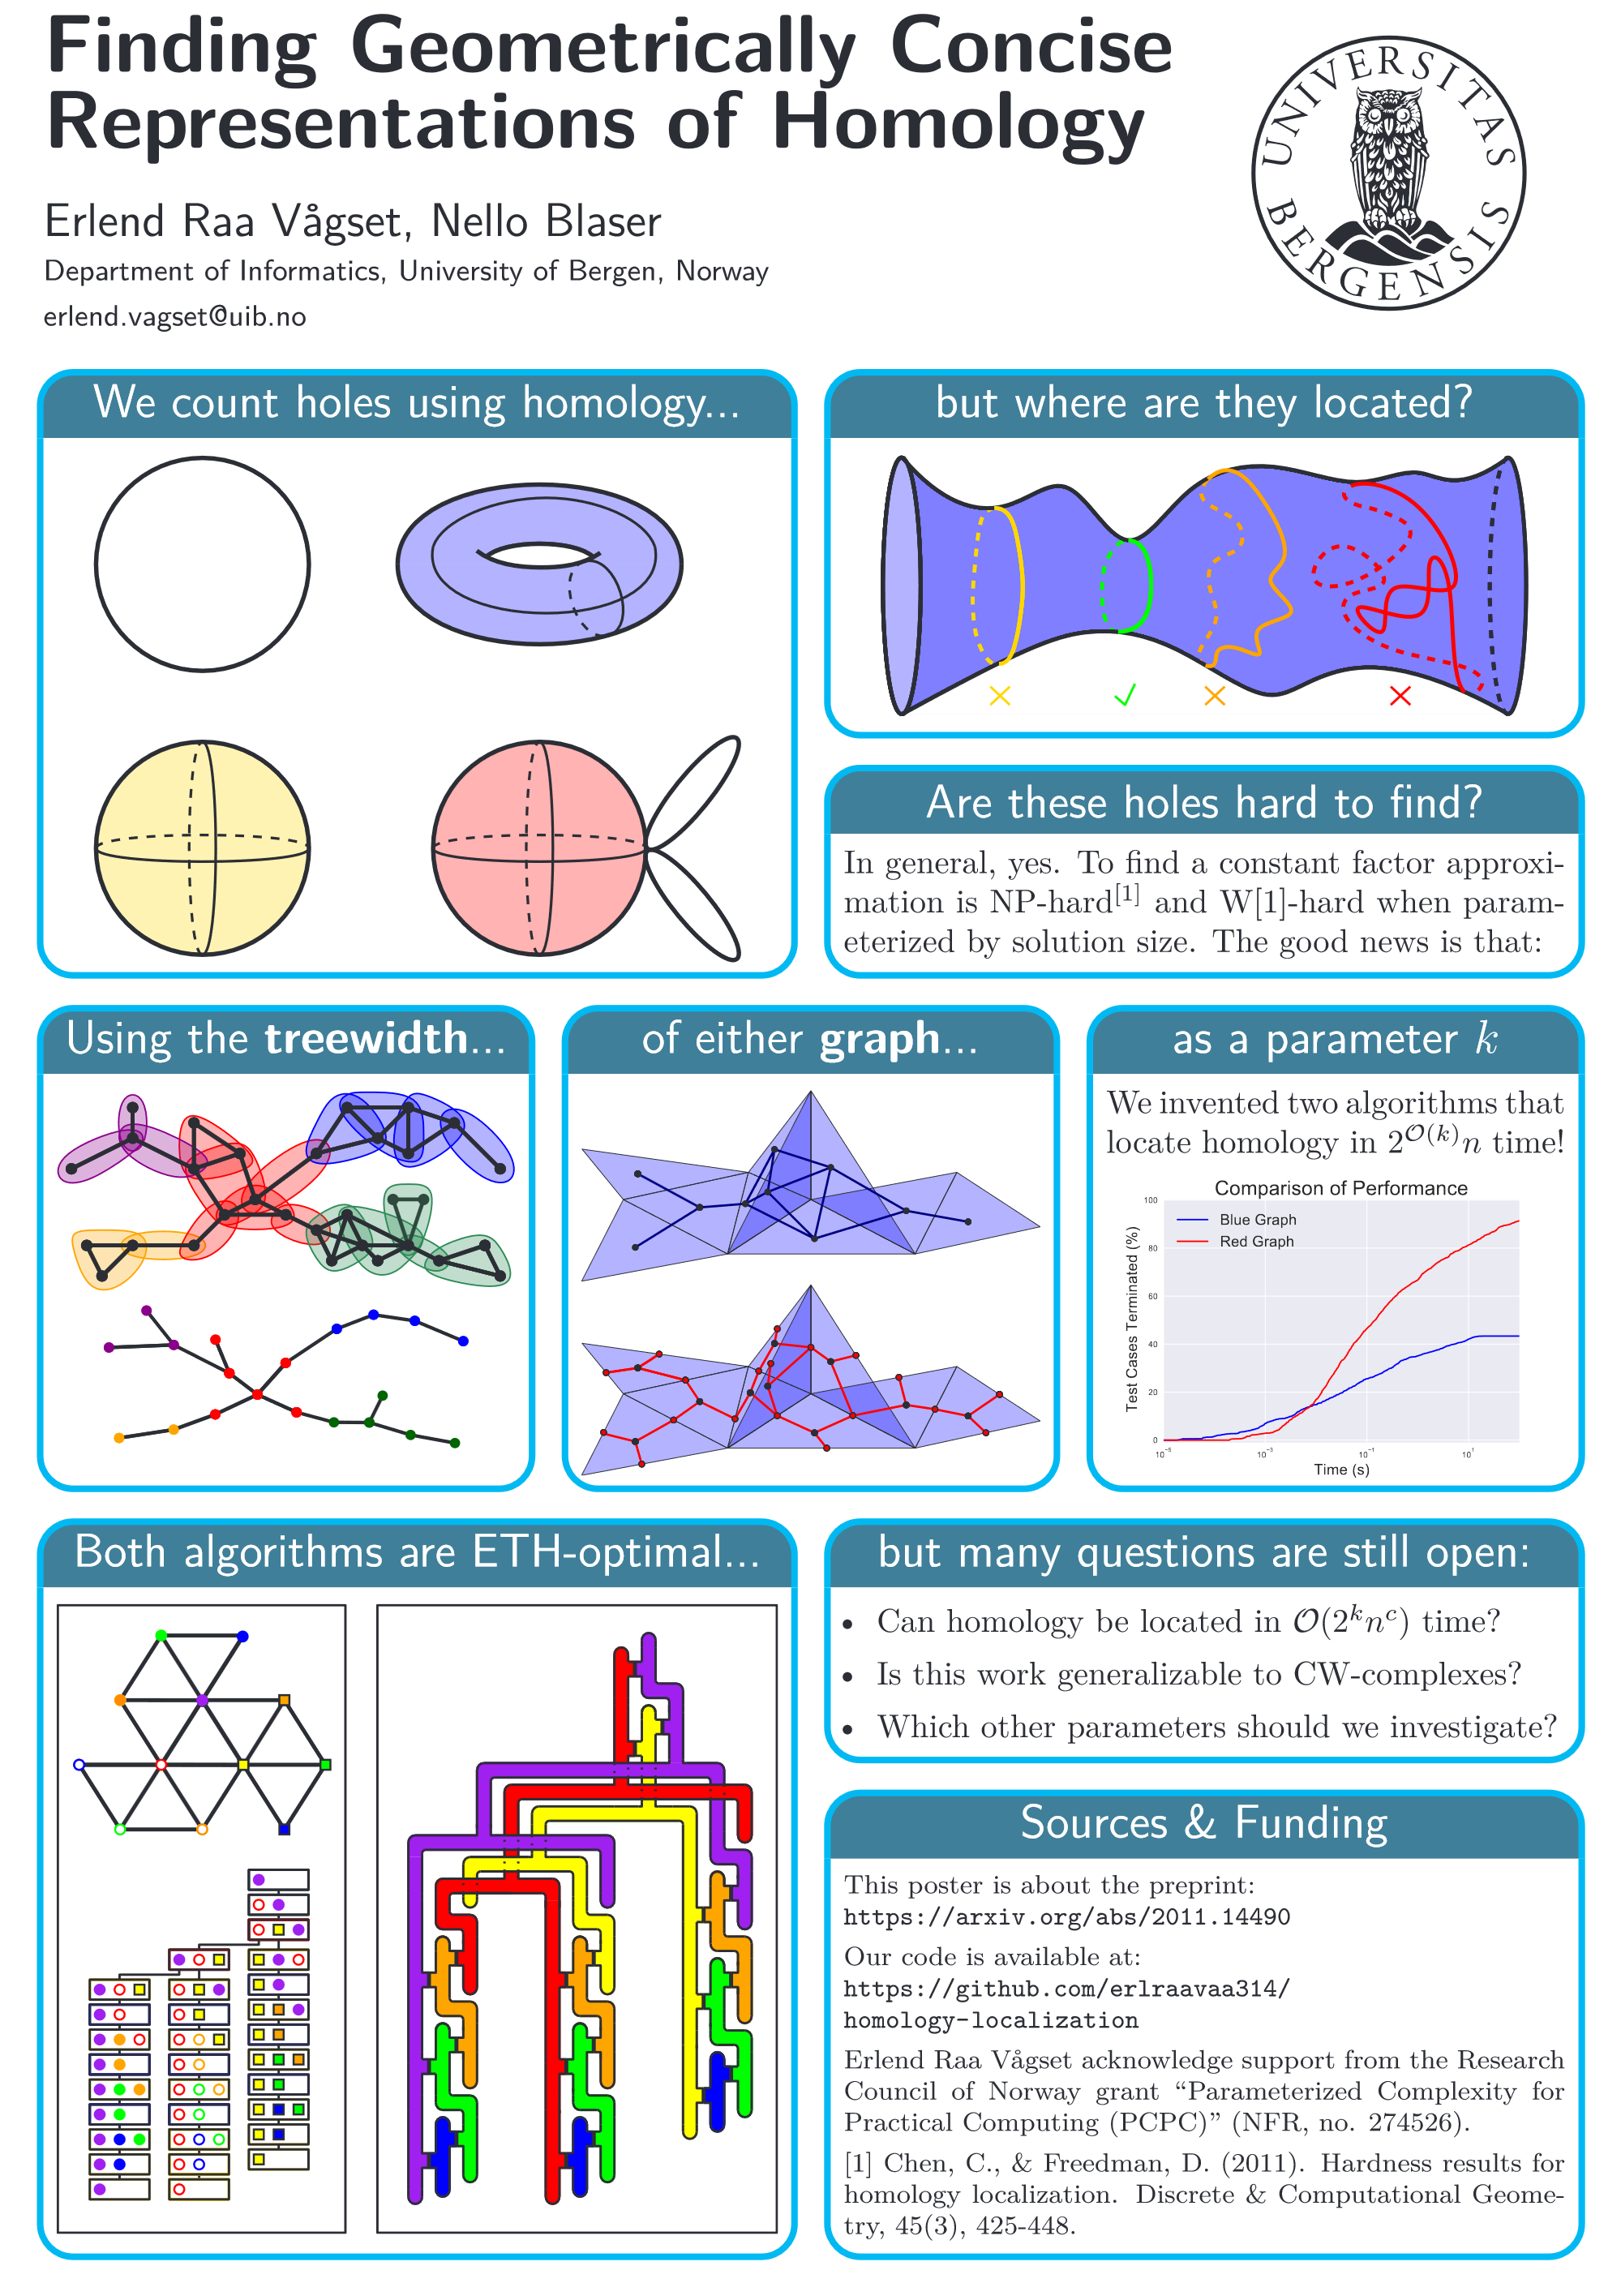 Finding Geometrically Concise
Representations of Homology
Erlend Raa Vågset, Nello Blaser
Department of Informatics, University of Bergen, Norway
erlend.vagset@uib.no
UNIVERSITAS
BERGENSIS
We count holes using homology...
but where are they located?
Are these holes hard to find?
In general, yes. To find a constant factor approxi-
mation is NP-hard[1] and W[1]-hard when param-
eterized by solution size. The good news is that:
Using the treewidth...
of either graph...
as a parameter k
We invented two algorithms that
locate homology in 2^{𝒪(k)}n time!
Comparison of Performance
Blue Graph
Red Graph
Test Cases Terminated (%)
100
80
60
40
20
0
10⁻⁵ 10⁻³ 10⁻¹ 10¹
Time (s)
Both algorithms are ETH-optimal...
but many questions are still open:
• Can homology be located in 𝒪(2^k n^c) time?
• Is this work generalizable to CW-complexes?
• Which other parameters should we investigate?
Sources & Funding
This poster is about the preprint:
https://arxiv.org/abs/2011.14490
Our code is available at:
https://github.com/erlraavaa314/
homology-localization
Erlend Raa Vågset acknowledge support from the Research
Council of Norway grant “Parameterized Complexity for
Practical Computing (PCPC)” (NFR, no. 274526).
[1] Chen, C., & Freedman, D. (2011). Hardness results for
homology localization. Discrete & Computational Geome-
try, 45(3), 425-448.